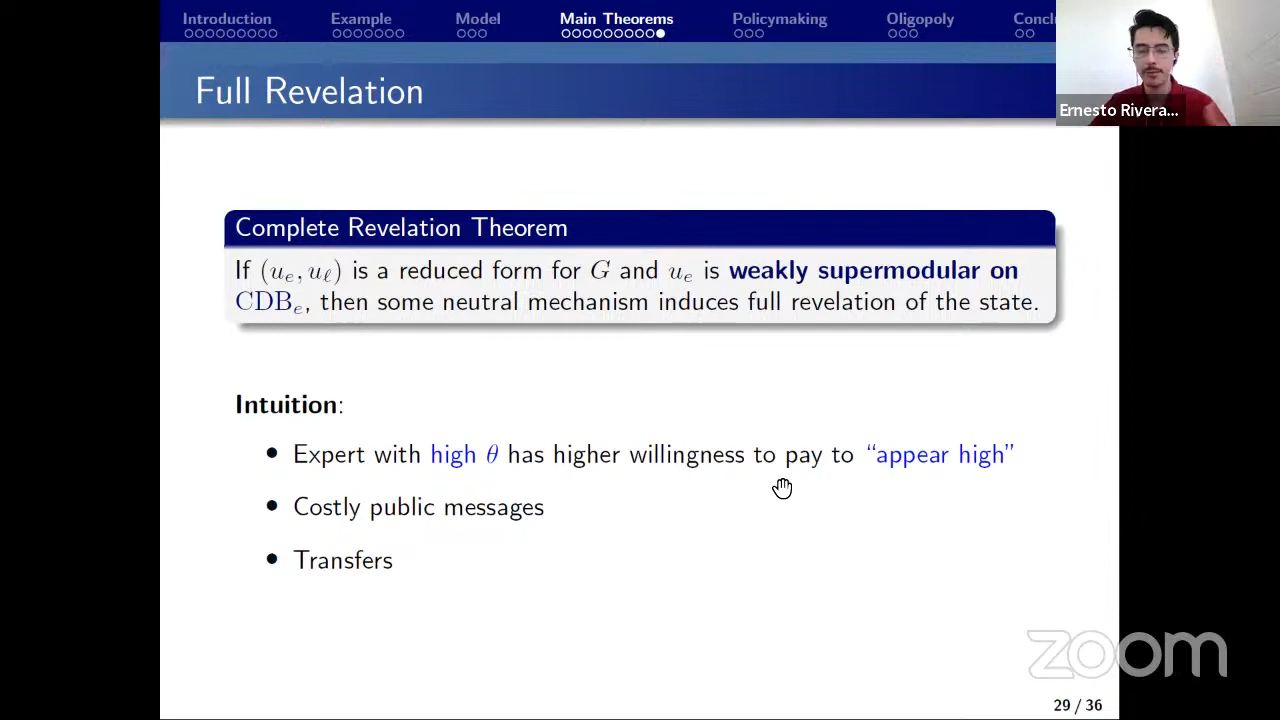 Introduction Example Model Main Theorems Policymaking Oligopoly Conclu
Full Revelation
Ernesto Rivera...
Complete Revelation Theorem
If (uₑ, uℓ) is a reduced form for G and uₑ is weakly supermodular on
CDBₑ, then some neutral mechanism induces full revelation of the state.
Intuition:
• Expert with high θ has higher willingness to pay to “appear high”
• Costly public messages
• Transfers
zoom
29 / 36